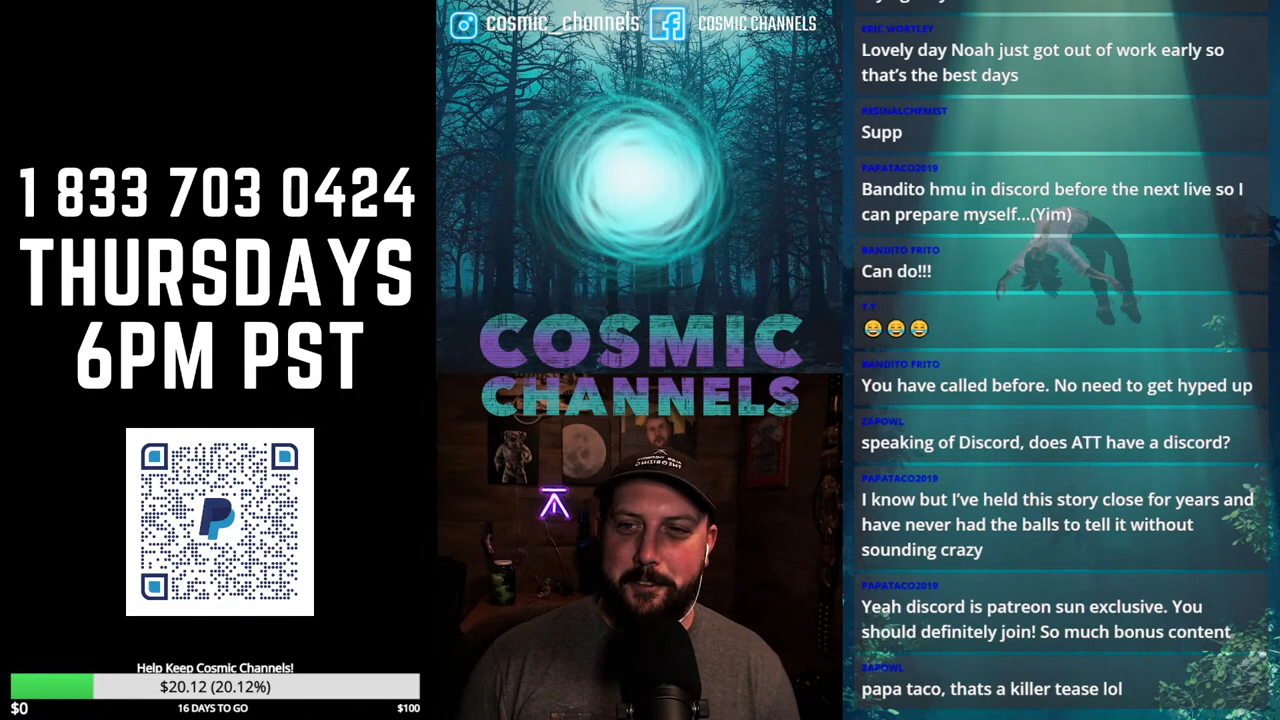 1 833 703 0424
THURSDAYS
6PM PST
Help Keep Cosmic Channels!
$20.12 (20.12%)
$0
16 DAYS TO GO
$100
cosmic_channels
COSMIC CHANNELS
COSMIC
CHANNELS
ERIC WORTLEY
Lovely day Noah just got out of work early so
that's the best days
RESINALCHEMIST
Supp
PAPATACO2019
Bandito hmu in discord before the next live so I
can prepare myself...(Yim)
BANDITO FRITO
Can do!!!
T T
😂😂😂
BANDITO FRITO
You have called before. No need to get hyped up
ZAPOWL
speaking of Discord, does ATT have a discord?
PAPATACO2019
I know but I've held this story close for years and
have never had the balls to tell it without
sounding crazy
PAPATACO2019
Yeah discord is patreon sun exclusive. You
should definitely join! So much bonus content
ZAPOWL
papa taco, thats a killer tease lol